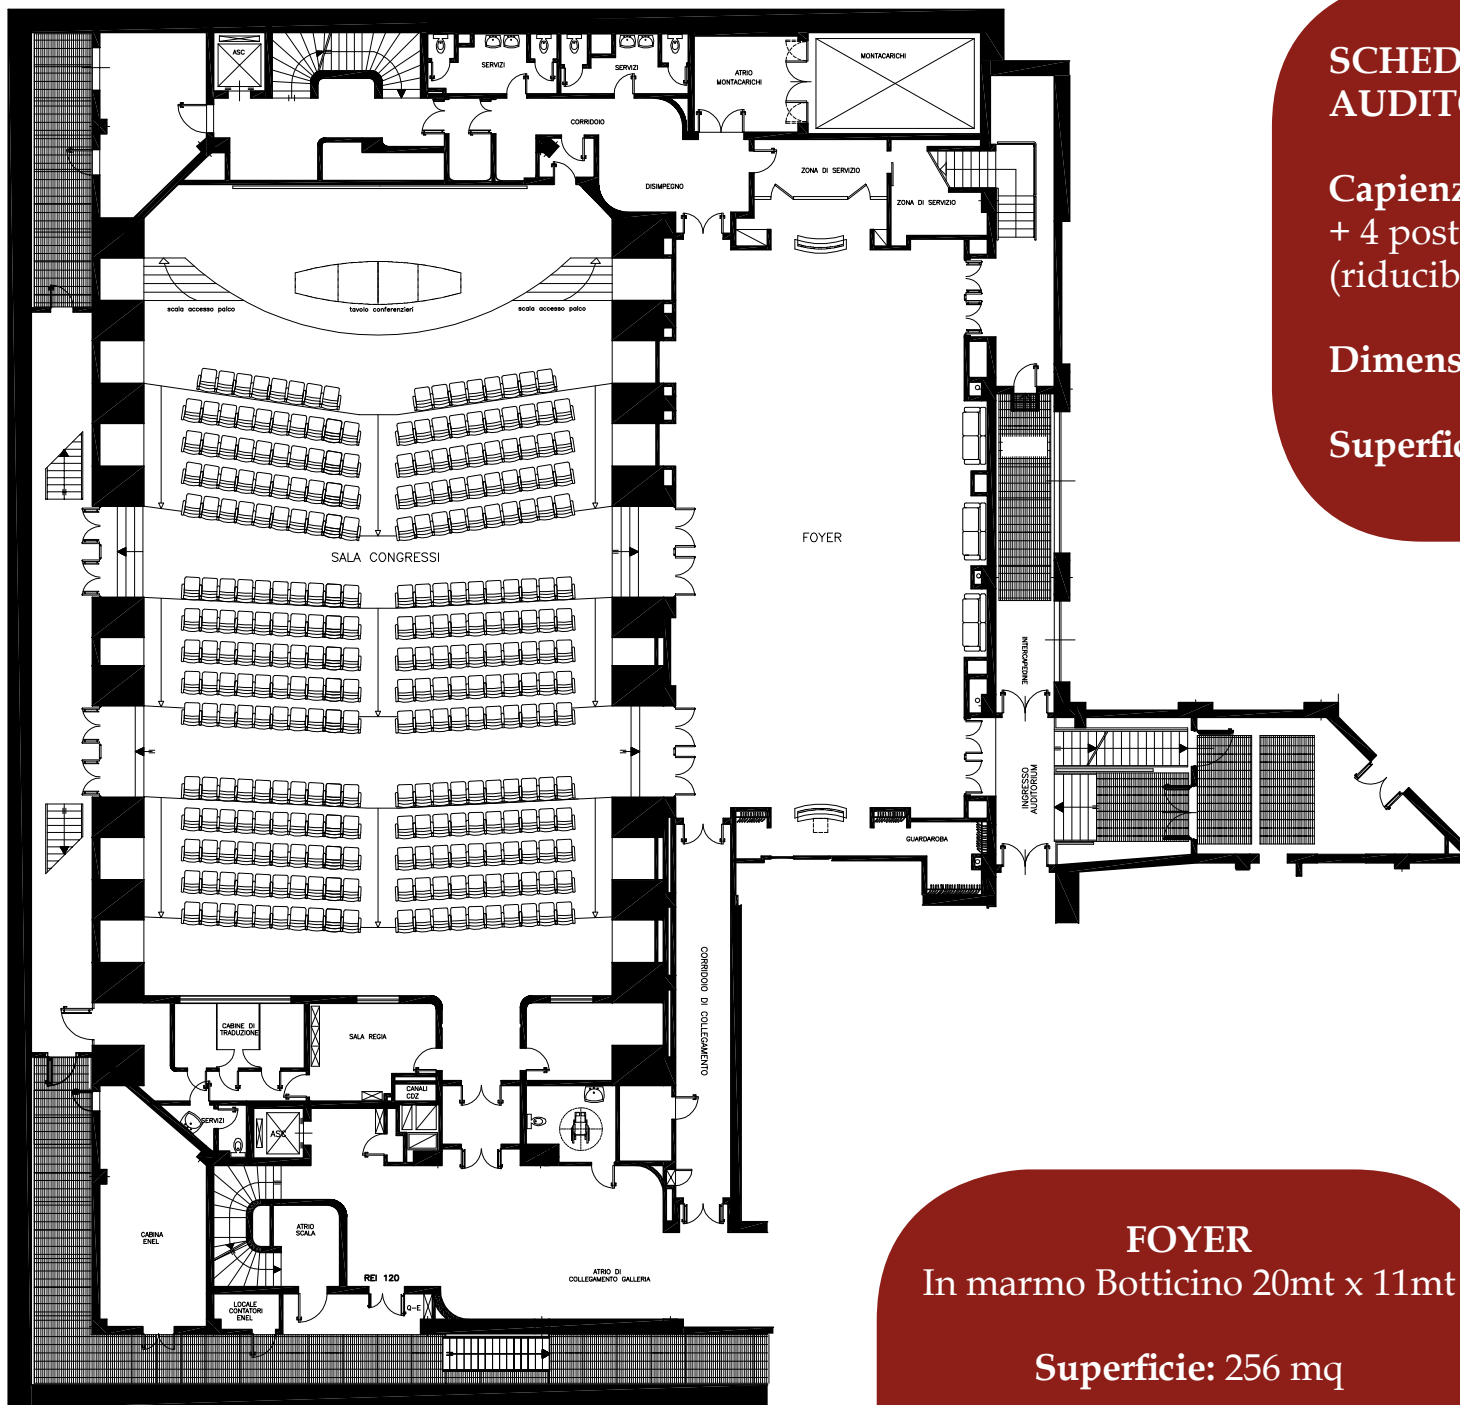 SCHED
AUDITO
Capienz
+ 4 post
(riducib
Dimens
Superfic
ASC
SERVIZI
SERVIZI
ATRIO
MONTACARICHI
MONTACARICHI
CORRIDOIO
DISIMPEGNO
ZONA DI SERVIZIO
ZONA DI SERVIZIO
scala accesso palco
tavolo conferenzieri
scala accesso palco
SALA CONGRESSI
FOYER
INTERCAPEDINE
INGRESSO
AUDITORIUM
GUARDAROBA
CORRIDOIO DI COLLEGAMENTO
CABINE DI
TRADUZIONE
SALA REGIA
CANALI
CDZ
SERVIZI
ASC
CABINA
ENEL
ATRIO
SCALA
REI 120
ATRIO DI
COLLEGAMENTO GALLERIA
LOCALE
CONTATORI
ENEL
Q-E
FOYER
In marmo Botticino 20mt x 11mt
Superficie: 256 mq